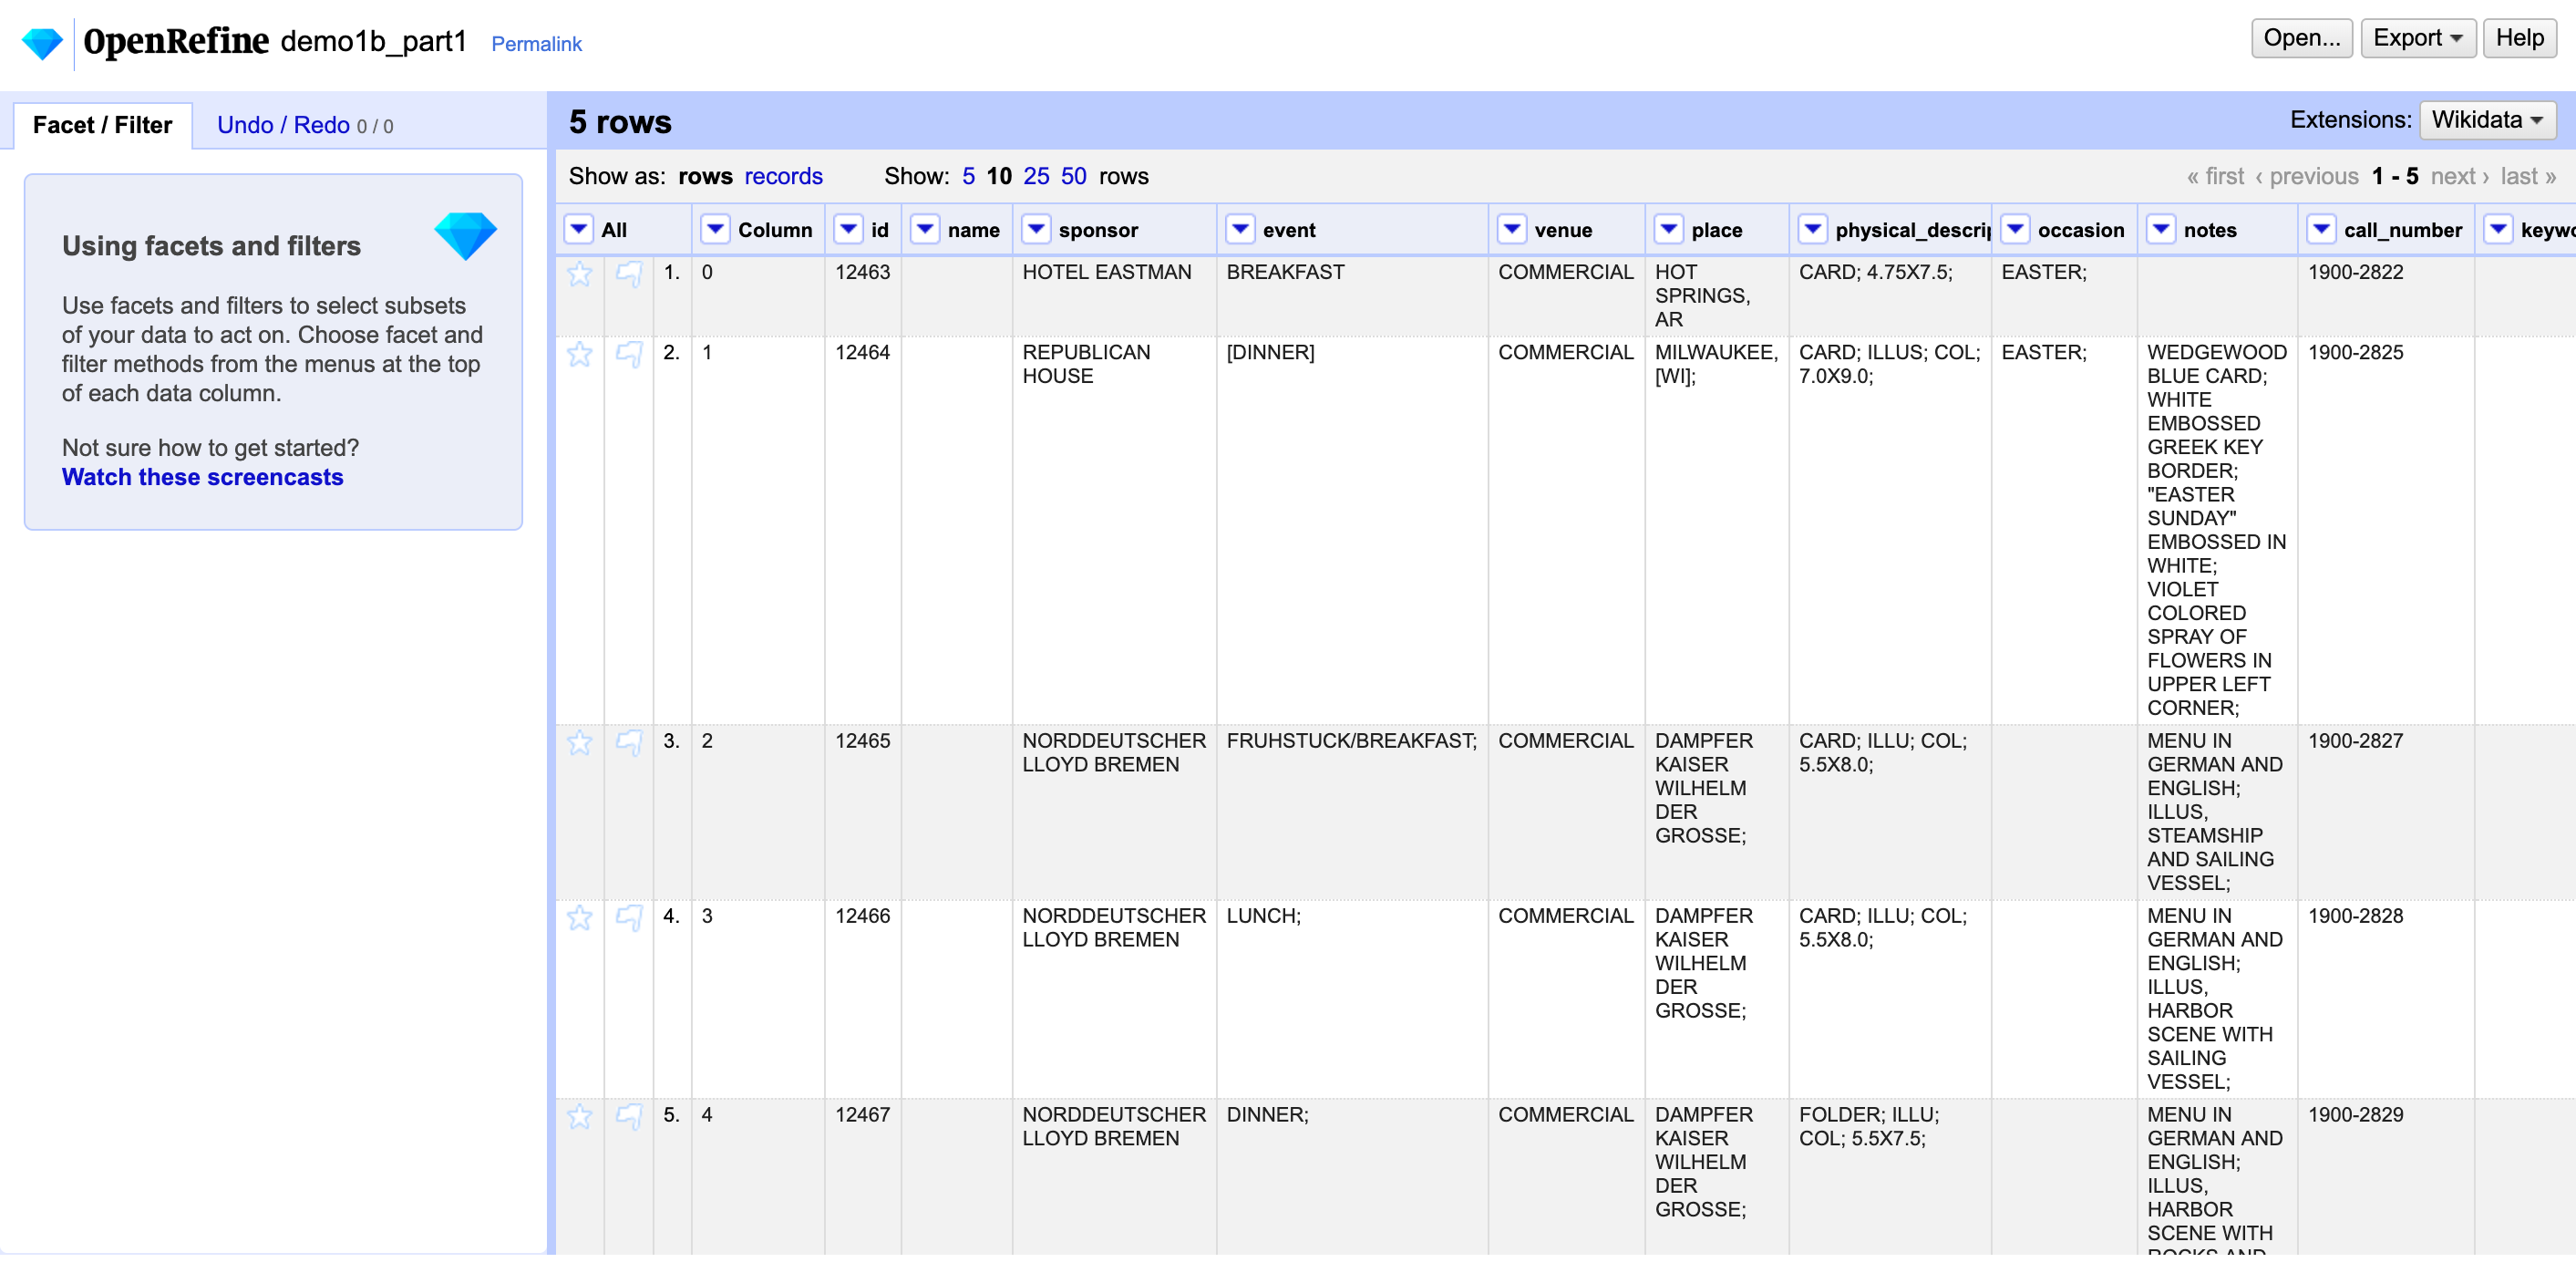 OpenRefine demo1b_part1 Permalink Open... Export Help
Facet / Filter Undo / Redo 0 / 0
Using facets and filters
Use facets and filters to select subsets
of your data to act on. Choose facet and
filter methods from the menus at the top
of each data column.
Not sure how to get started?
Watch these screencasts
5 rows Extensions: Wikidata
Show as: rows records Show: 5 10 25 50 rows « first ‹ previous 1 - 5 next › last »
All Column id name sponsor event venue place physical_descrip occasion notes call_number keywo
1. 0 12463 HOTEL EASTMAN BREAKFAST COMMERCIAL HOT CARD; 4.75X7.5; EASTER; 1900-2822
SPRINGS,
AR
2. 1 12464 REPUBLICAN [DINNER] COMMERCIAL MILWAUKEE, CARD; ILLUS; COL; EASTER; WEDGEWOOD 1900-2825
HOUSE [WI]; 7.0X9.0; BLUE CARD;
WHITE
EMBOSSED
GREEK KEY
BORDER;
"EASTER
SUNDAY"
EMBOSSED IN
WHITE;
VIOLET
COLORED
SPRAY OF
FLOWERS IN
UPPER LEFT
CORNER;
3. 2 12465 NORDDEUTSCHER FRUHSTUCK/BREAKFAST; COMMERCIAL DAMPFER CARD; ILLU; COL; MENU IN 1900-2827
LLOYD BREMEN KAISER 5.5X8.0; GERMAN AND
WILHELM ENGLISH;
DER ILLUS,
GROSSE; STEAMSHIP
AND SAILING
VESSEL;
4. 3 12466 NORDDEUTSCHER LUNCH; COMMERCIAL DAMPFER CARD; ILLU; COL; MENU IN 1900-2828
LLOYD BREMEN KAISER 5.5X8.0; GERMAN AND
WILHELM ENGLISH;
DER ILLUS,
GROSSE; HARBOR
SCENE WITH
SAILING
VESSEL;
5. 4 12467 NORDDEUTSCHER DINNER; COMMERCIAL DAMPFER FOLDER; ILLU; MENU IN 1900-2829
LLOYD BREMEN KAISER COL; 5.5X7.5; GERMAN AND
WILHELM ENGLISH;
DER ILLUS,
GROSSE; HARBOR
SCENE WITH
ROCKS AND